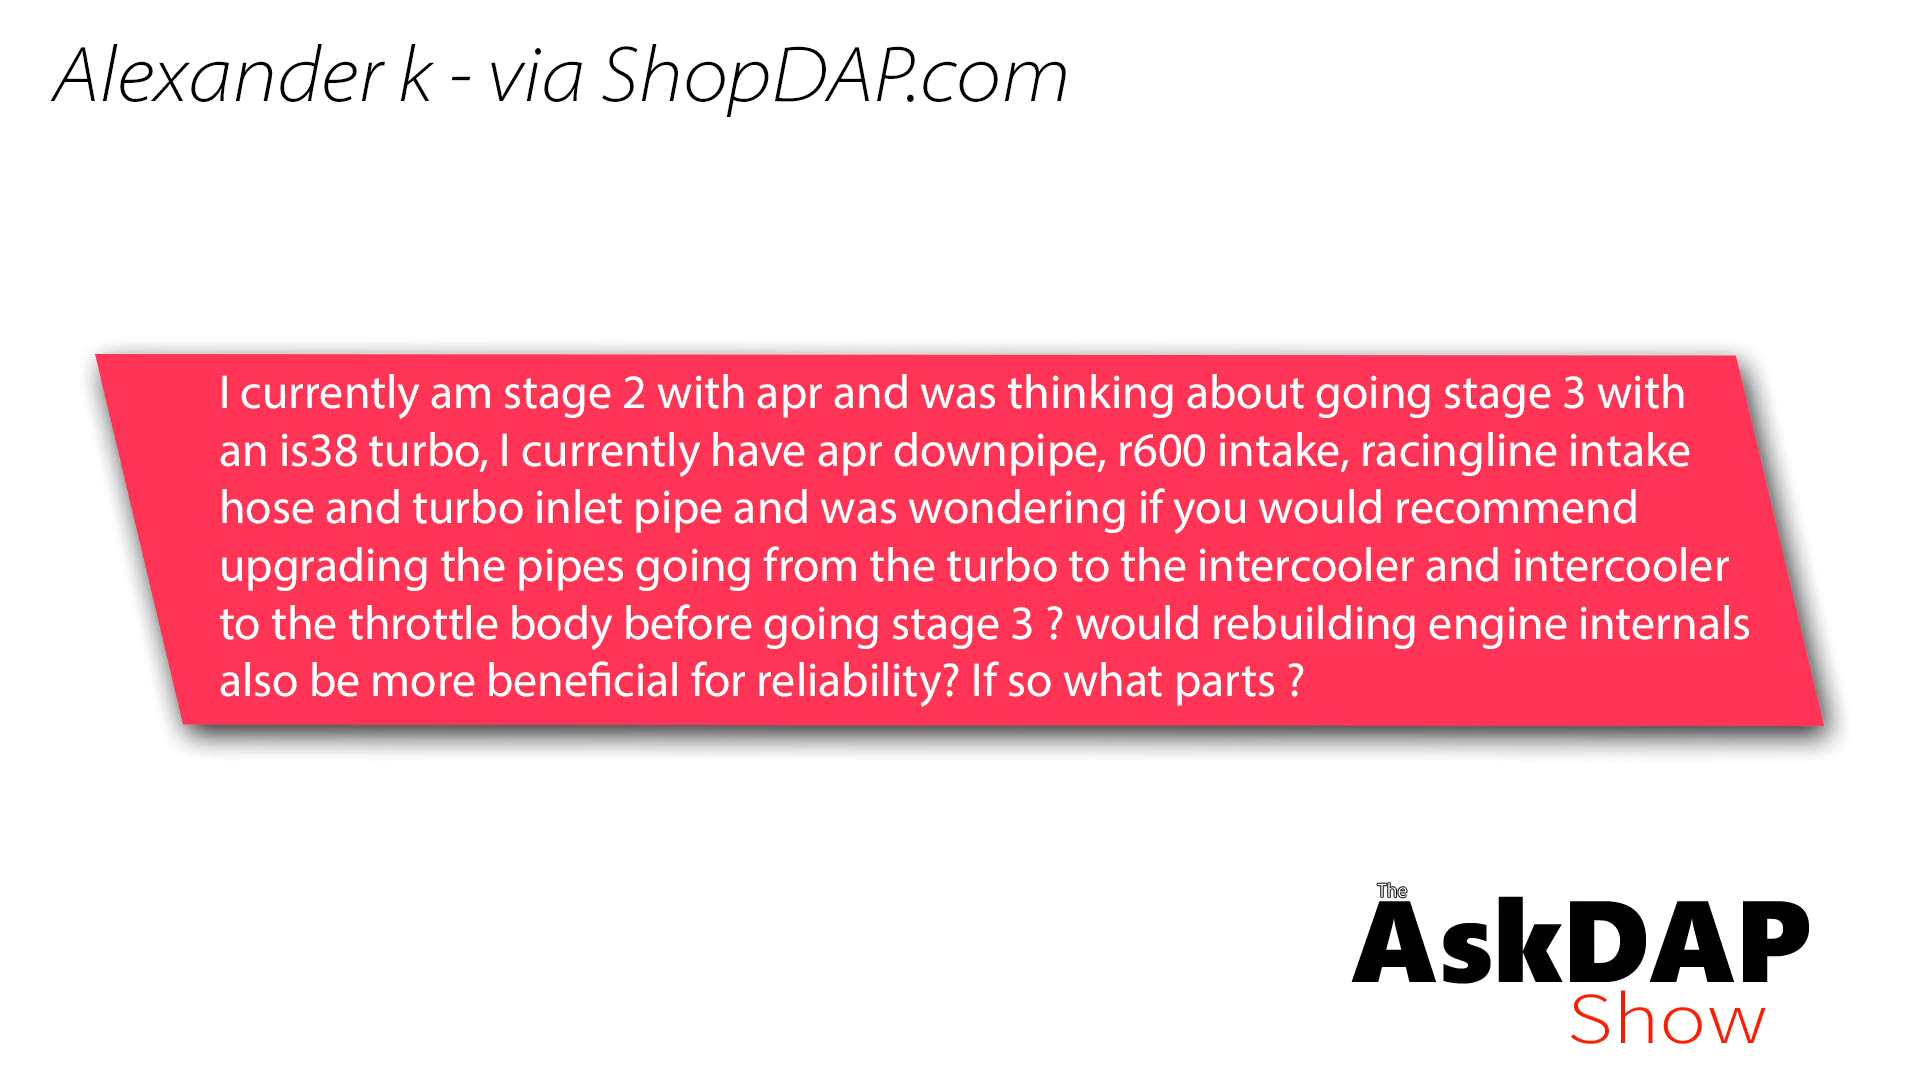 Alexander k - via ShopDAP.com
I currently am stage 2 with apr and was thinking about going stage 3 with
an is38 turbo, I currently have apr downpipe, r600 intake, racingline intake
hose and turbo inlet pipe and was wondering if you would recommend
upgrading the pipes going from the turbo to the intercooler and intercooler
to the throttle body before going stage 3 ? would rebuilding engine internals
also be more beneficial for reliability? If so what parts ?
The
AskDAP
Show